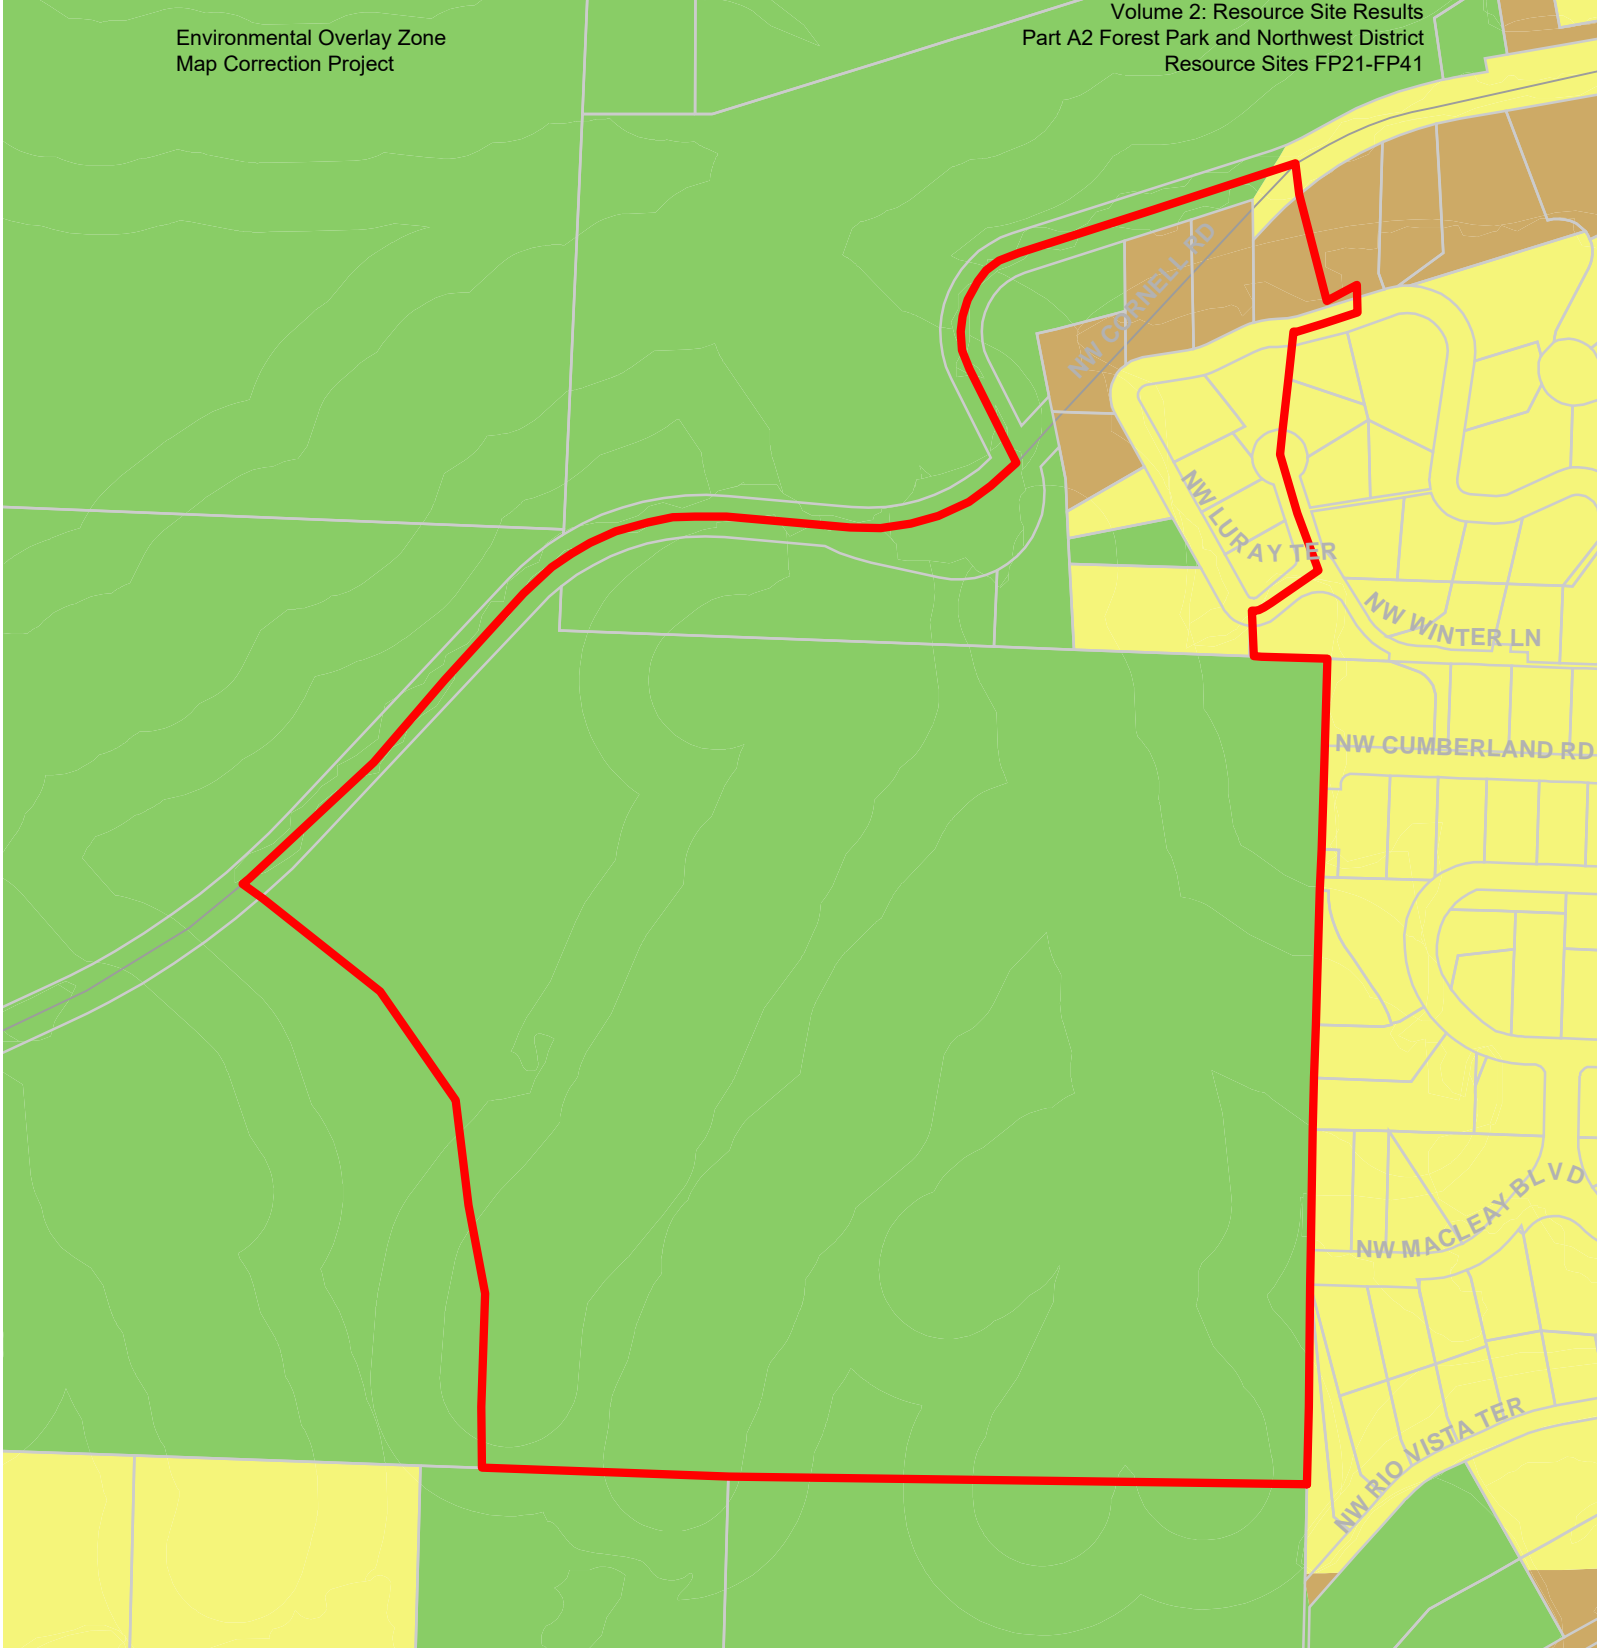 Environmental Overlay Zone
Map Correction Project
Volume 2: Resource Site Results
Part A2 Forest Park and Northwest District
Resource Sites FP21-FP41
NW CORNELL RD
NW LURAY TER
NW WINTER LN
NW CUMBERLAND RD
NW MACLEAY BLVD
NW RIO VISTA TER